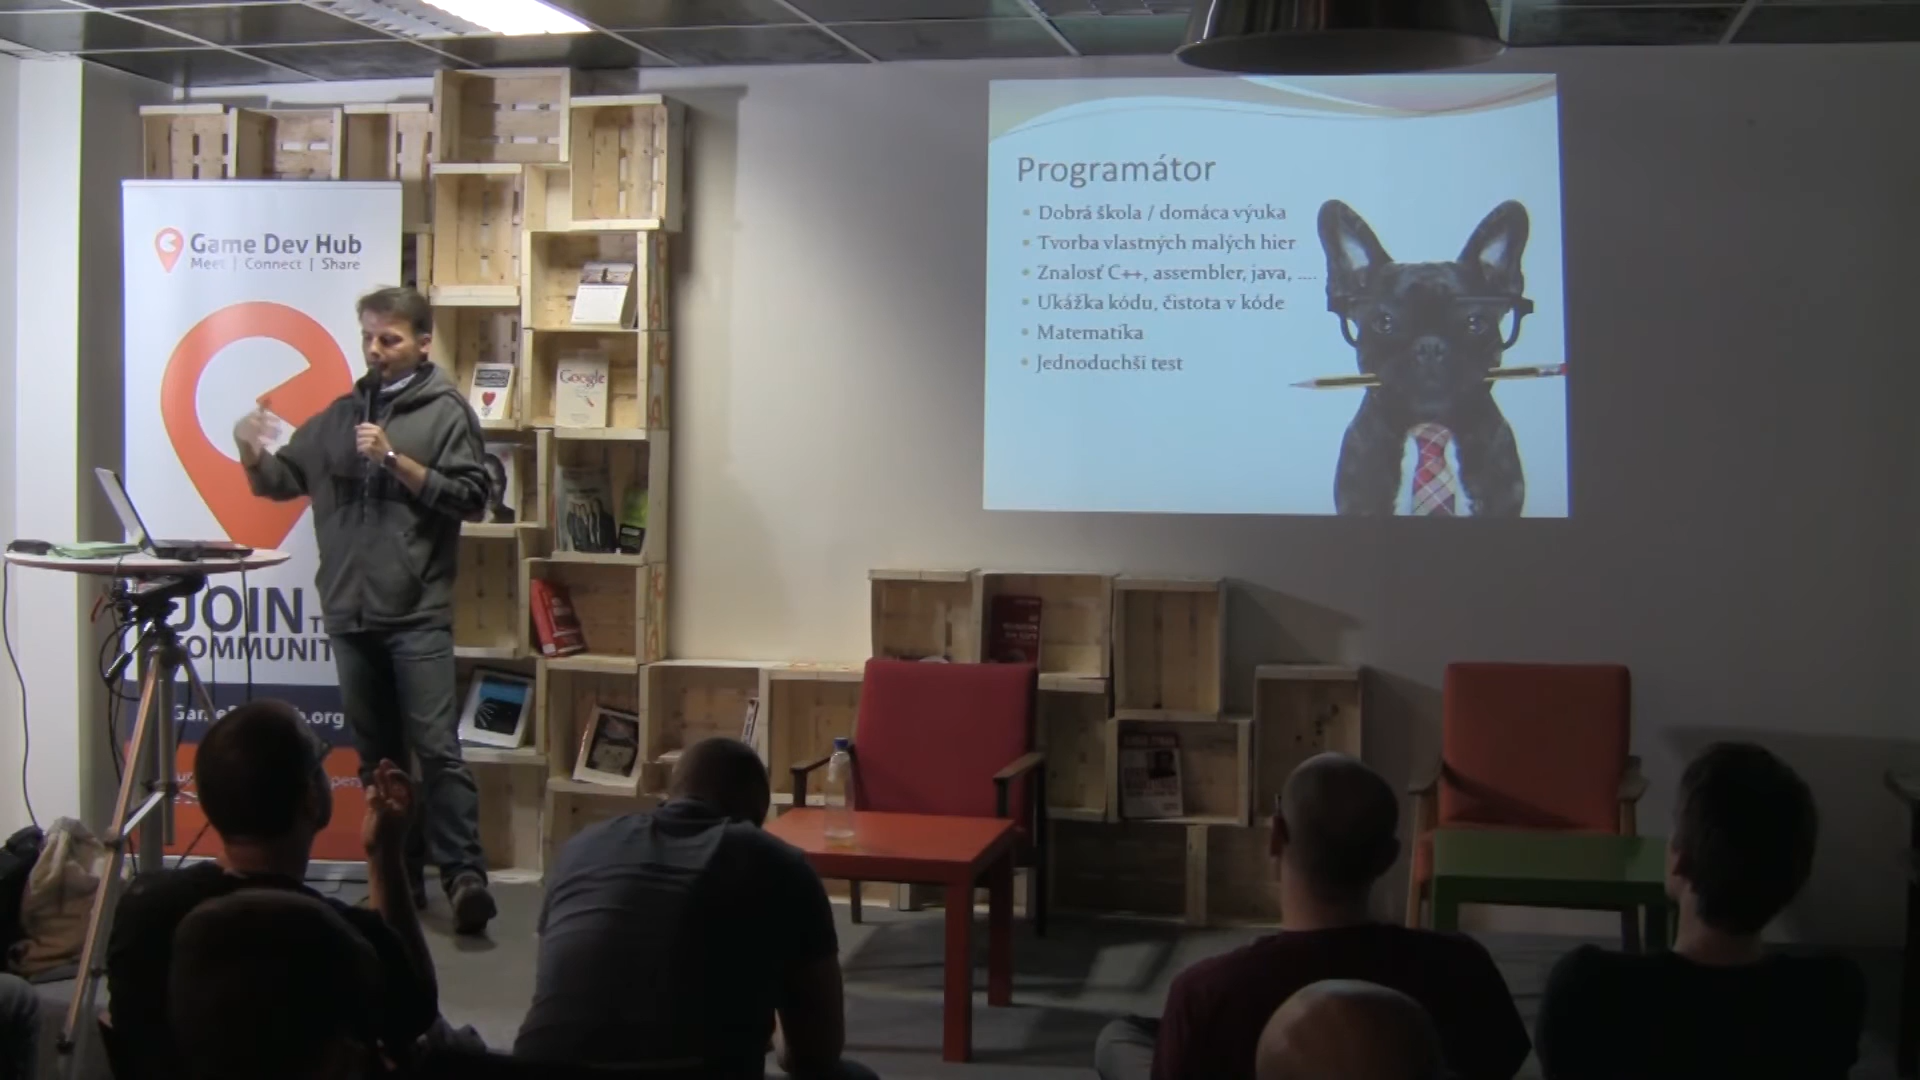 Game Dev Hub
Meet | Connect | Share
JOIN
COMMUNIT
Programátor
Dobrá škola / domáca výuka
Tvorba vlastných malých hier
Znalosť C++, assembler, java, ....
Ukážka kódu, čistota v kóde
Matematika
Jednoduchší test
Google